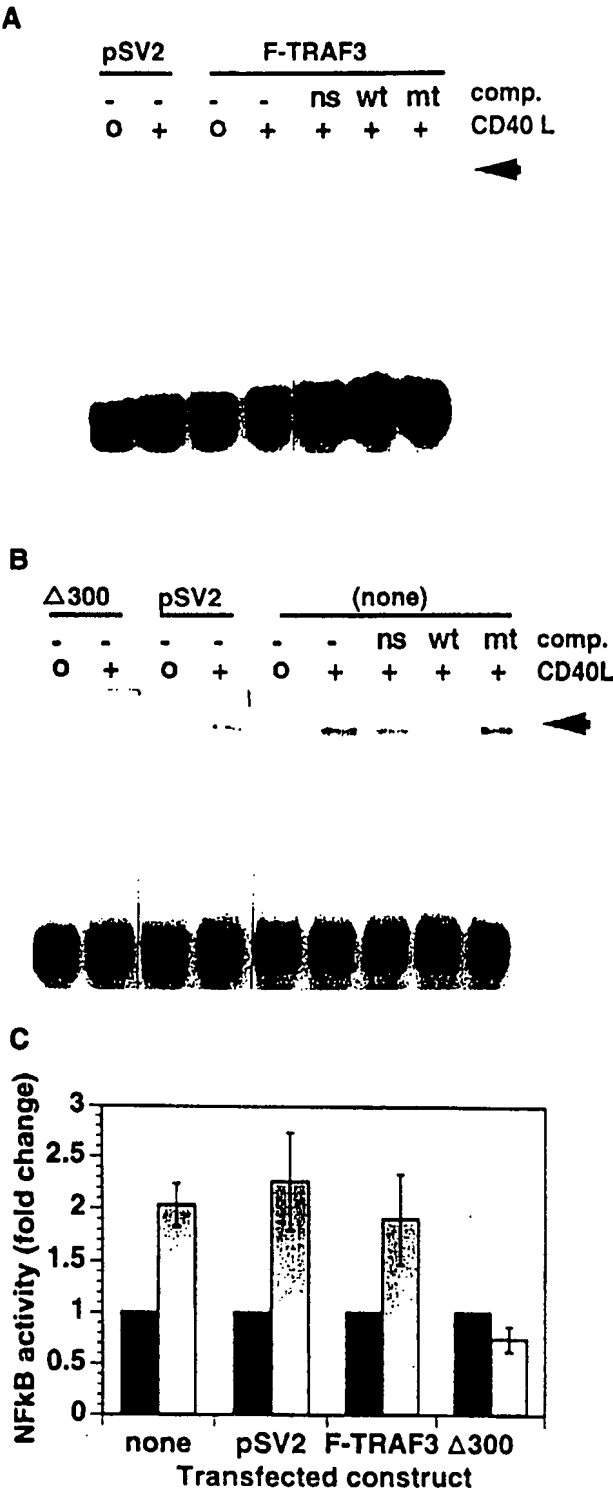 A
pSV2 F-TRAF3
- - - - ns wt mt comp.
O + O + + + + CD40 L
B
Δ300 pSV2 (none)
- - - - - - ns wt mt comp.
O + O + O + + + + CD40L
C
NFkB activity (fold change)
3
2.5
2
1.5
1
0.5
0
none pSV2 F-TRAF3 Δ300
Transfected construct